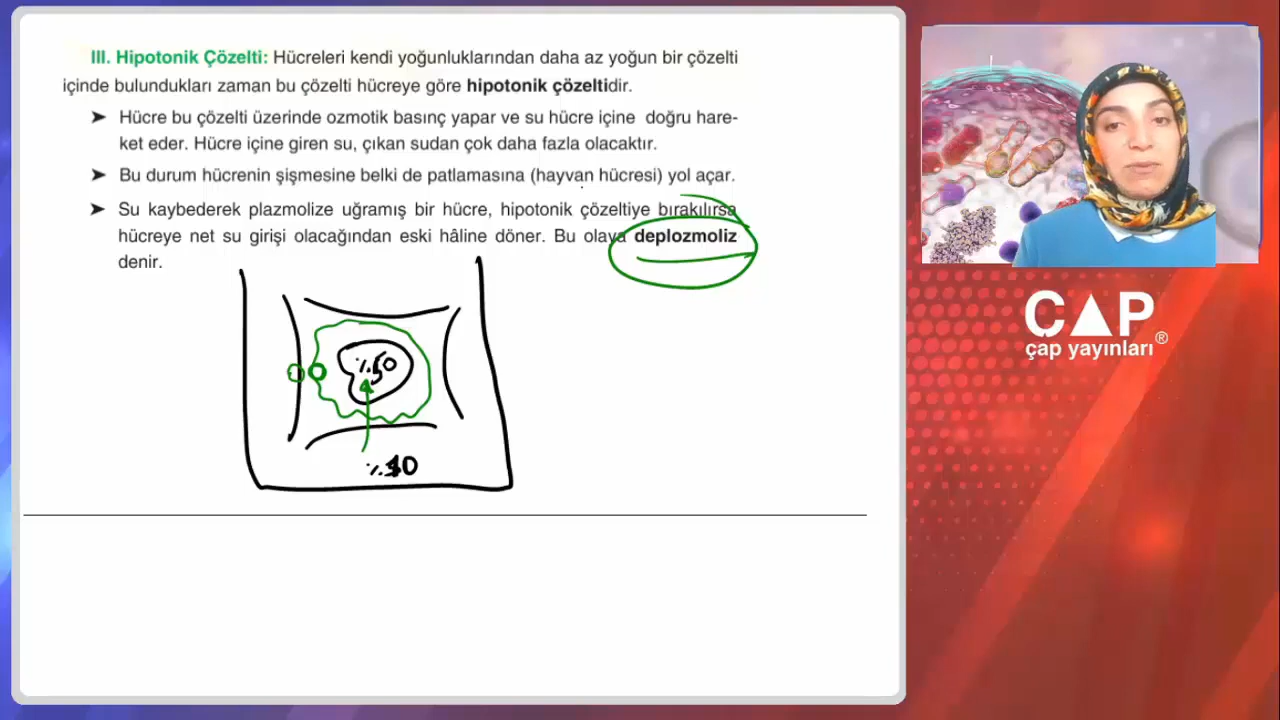 III. Hipotonik Çözelti: Hücreleri kendi yoğunluklarından daha az yoğun bir çözelti
içinde bulundukları zaman bu çözelti hücreye göre hipotonik çözeltidir.
➤ Hücre bu çözelti üzerinde ozmotik basınç yapar ve su hücre içine doğru hare-
ket eder. Hücre içine giren su, çıkan sudan çok daha fazla olacaktır.
➤ Bu durum hücrenin şişmesine belki de patlamasına (hayvan hücresi) yol açar.
➤ Su kaybederek plazmolize uğramış bir hücre, hipotonik çözeltiye bırakılırsa
hücreye net su girişi olacağından eski hâline döner. Bu olaya deplozmoliz
denir.
%50
ÇAP®
çap yayınları